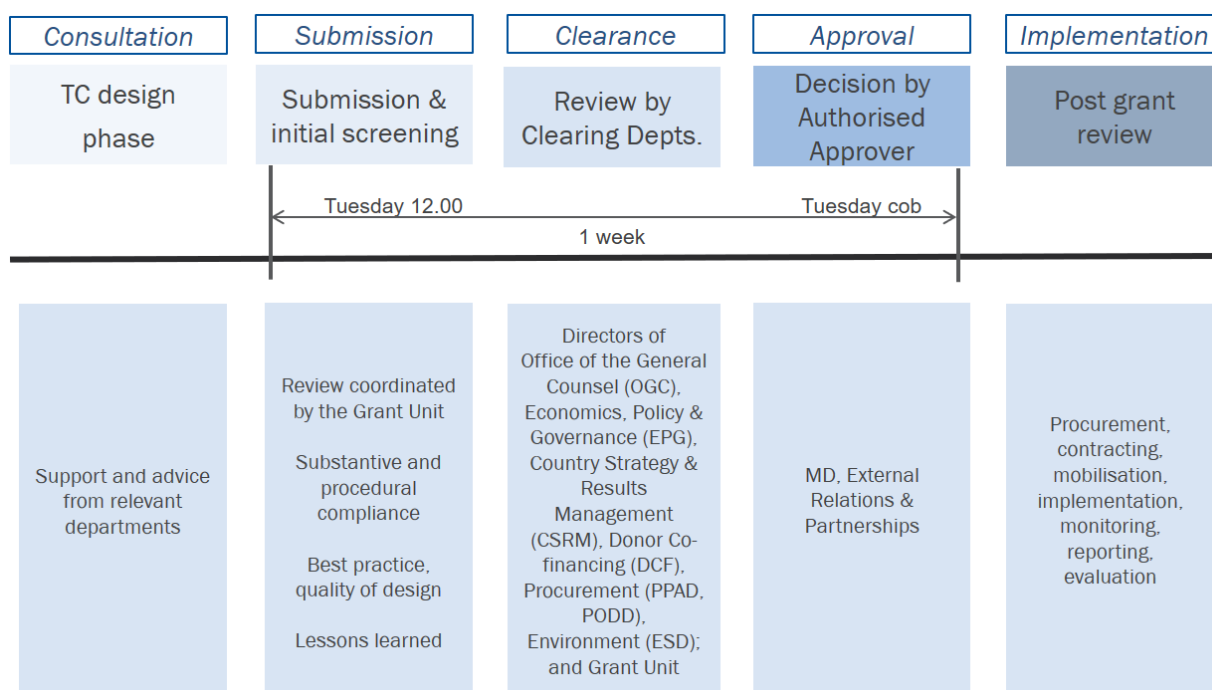 Consultation
Submission
Clearance
Approval
Implementation
TC design
phase
Submission &
initial screening
Review by
Clearing Depts.
Decision by
Authorised
Approver
Post grant
review
Tuesday 12.00
Tuesday cob
1 week
Support and advice
from relevant
departments
Review coordinated
by the Grant Unit
Substantive and
procedural
compliance
Best practice,
quality of design
Lessons learned
Directors of
Office of the General
Counsel (OGC),
Economics, Policy &
Governance (EPG),
Country Strategy &
Results
Management
(CSRM), Donor Co-
financing (DCF),
Procurement (PPAD,
PODD),
Environment (ESD);
and Grant Unit
MD, External
Relations &
Partnerships
Procurement,
contracting,
mobilisation,
implementation,
monitoring,
reporting,
evaluation